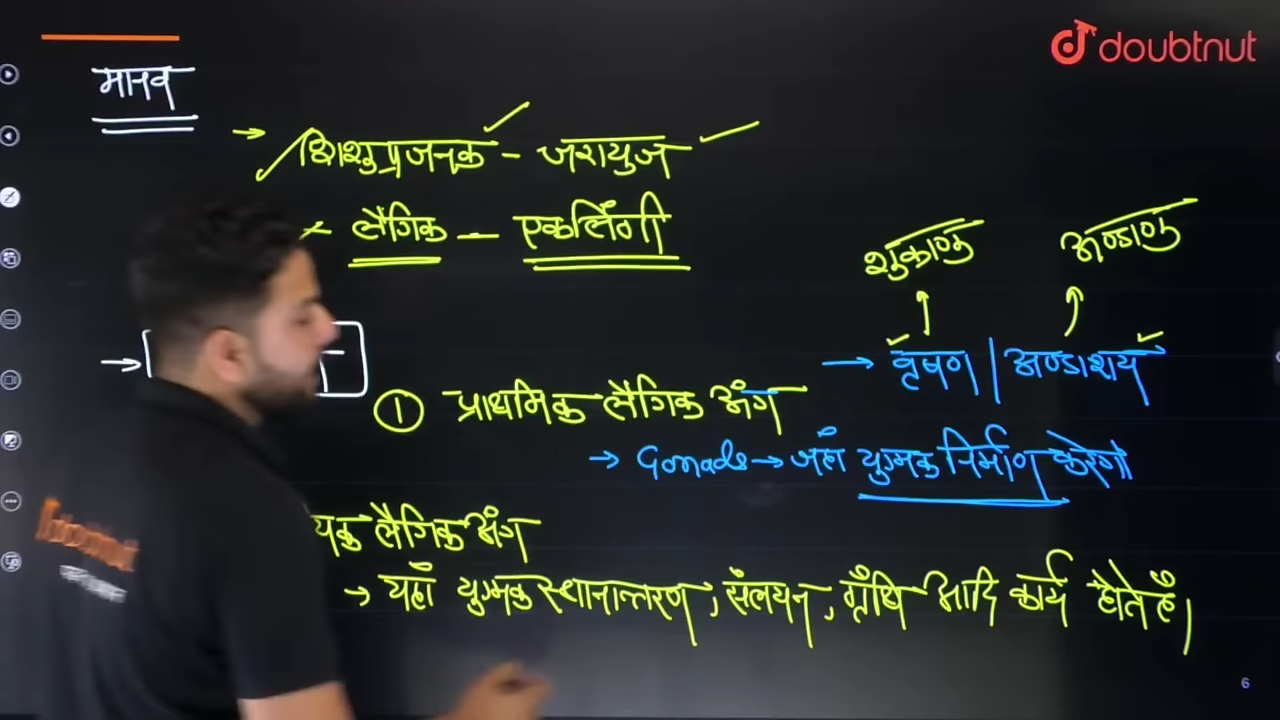 doubtnut
मानव
→ शिशुप्रजनक - जरायुज
लैंगिक - एकलिंगी
शुक्राणु अण्डाणु
→ वृषण | अण्डाशय
① प्राथमिक लैंगिक अंग
→ Gonads → जहां युग्मक निर्माण करेगा
यक लैंगिक अंग
→ यहाँ युग्मक स्थानान्तरण, संलयन, ग्रंथि आदि कार्य होते हैं।
6